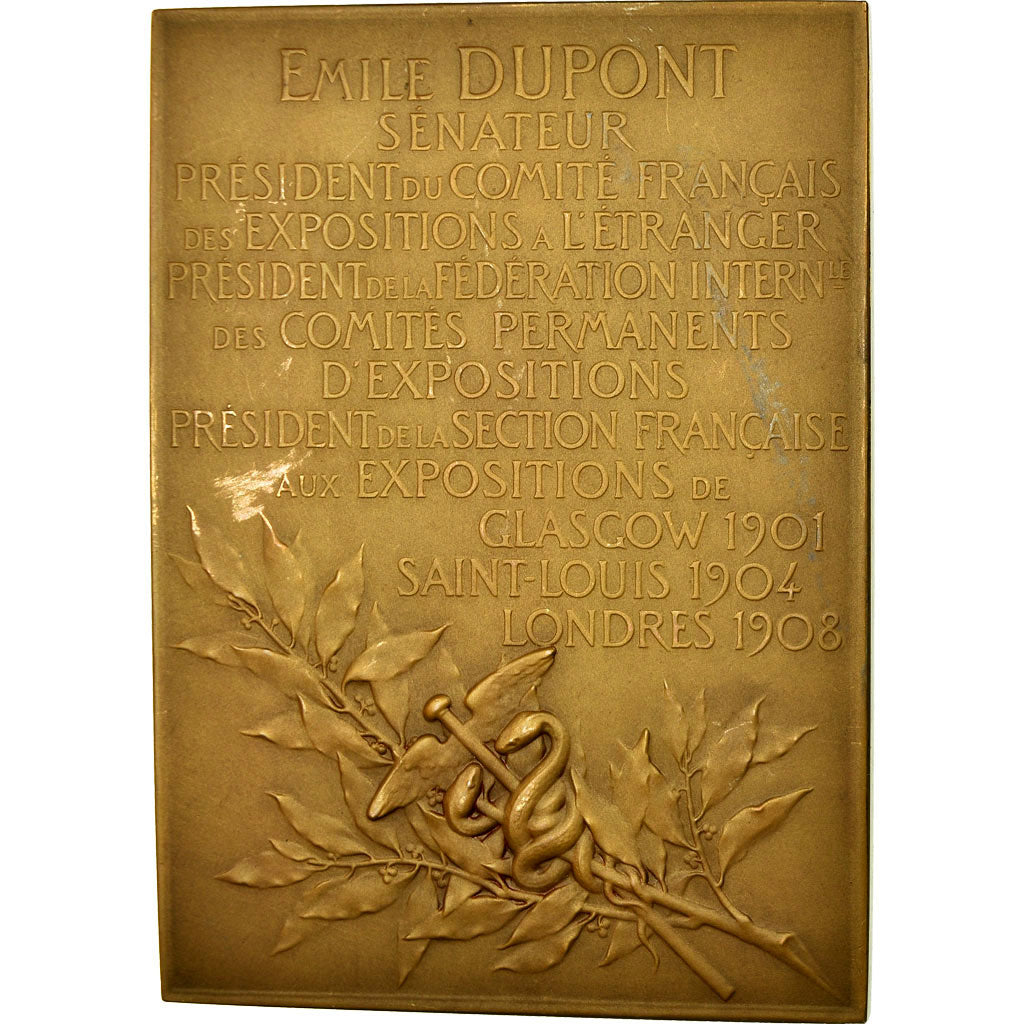 EMILE DUPONT
SÉNATEUR
PRÉSIDENT DU COMITÉ FRANÇAIS
DES EXPOSITIONS A L'ÉTRANGER
PRÉSIDENT DE LA FÉDÉRATION INTERNLE
DES COMITÉS PERMANENTS
D'EXPOSITIONS
PRÉSIDENT DE LA SECTION FRANÇAISE
AUX EXPOSITIONS DE
GLASGOW 1901
SAINT-LOUIS 1904
LONDRES 1908